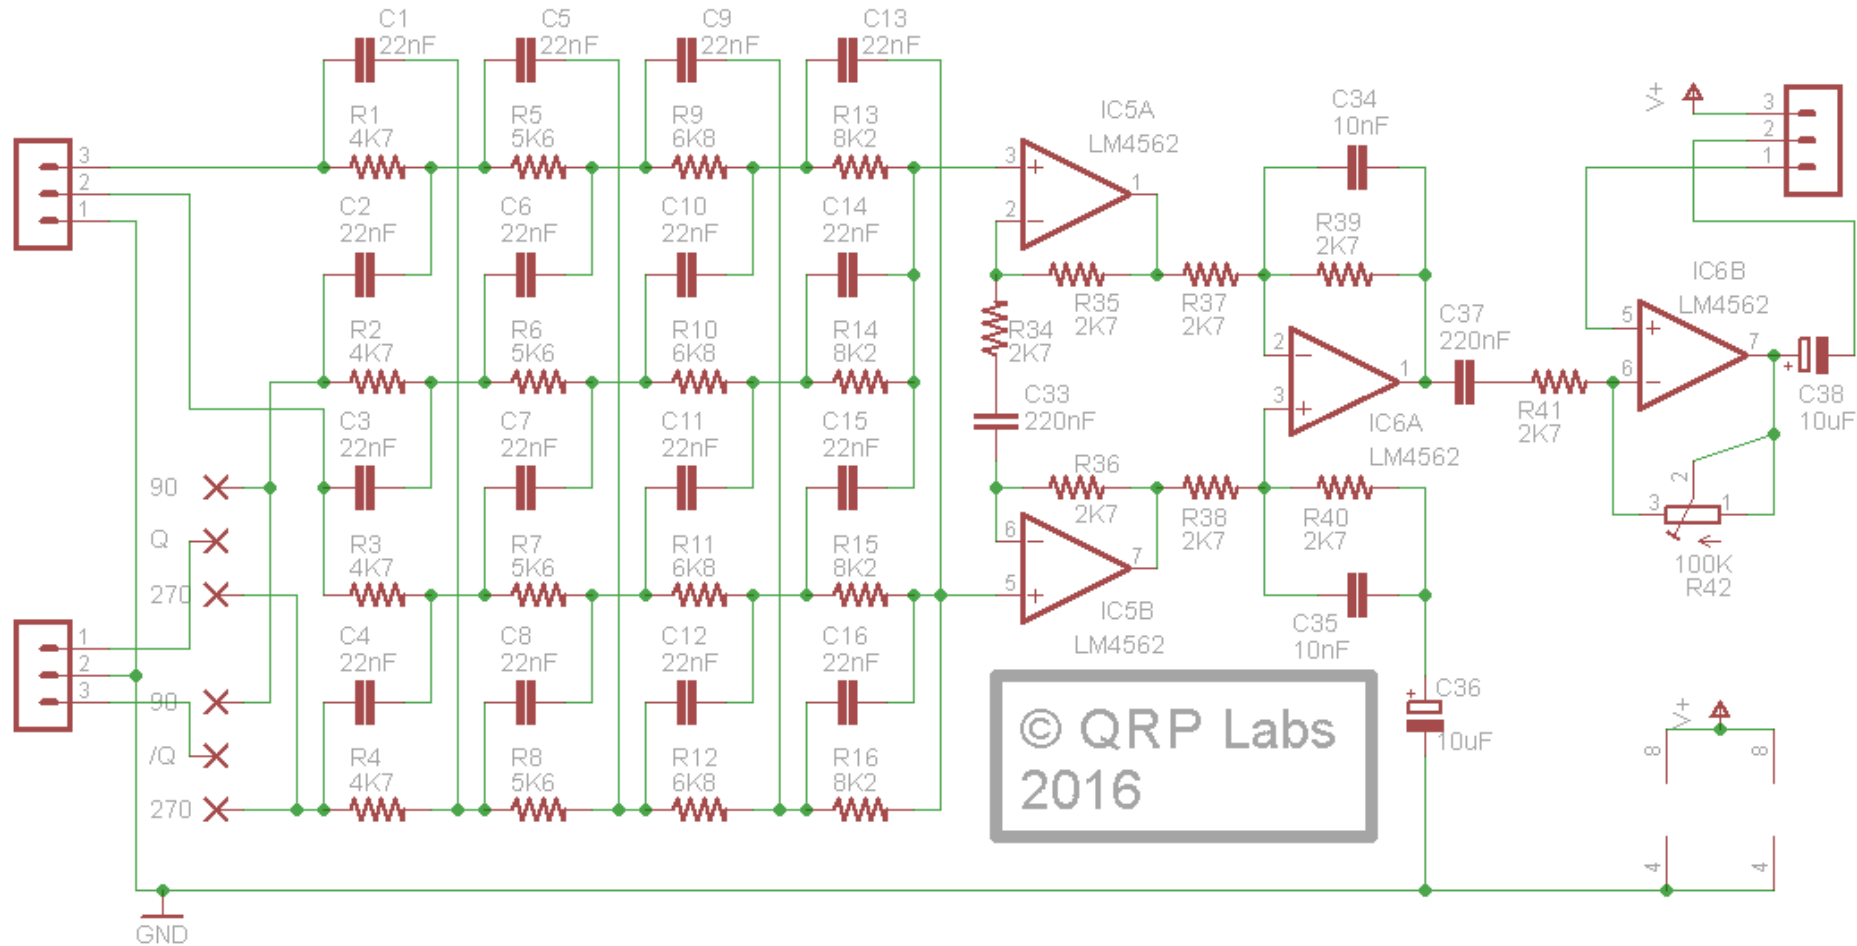 C1
22nF
C5
22nF
C9
22nF
C13
22nF
R1
4K7
R5
5K6
R9
6K8
R13
8K2
IC5A
LM4562
C34
10nF
V+
3
2
1
3
2
1
3
2
1
+
−
C2
22nF
C6
22nF
C10
22nF
C14
22nF
R39
2K7
R35
2K7
R37
2K7
IC6B
LM4562
R2
4K7
R6
5K6
R10
6K8
R14
8K2
R34
2K7
C37
220nF
5
6
7
+
−
2
3
1
−
+
C33
220nF
IC6A
LM4562
R41
2K7
C38
10uF
+
C3
22nF
C7
22nF
C11
22nF
C15
22nF
R36
2K7
R38
2K7
R40
2K7
2
3
1
100K
R42
90
Q
270
R3
4K7
R7
5K6
R11
6K8
R15
8K2
6
5
7
−
+
IC5B
LM4562
C35
10nF
1
2
3
90
/Q
270
C4
22nF
C8
22nF
C12
22nF
C16
22nF
C36
10uF
+
R4
4K7
R8
5K6
R12
6K8
R16
8K2
© QRP Labs
2016
V+
8
8
4
4
GND